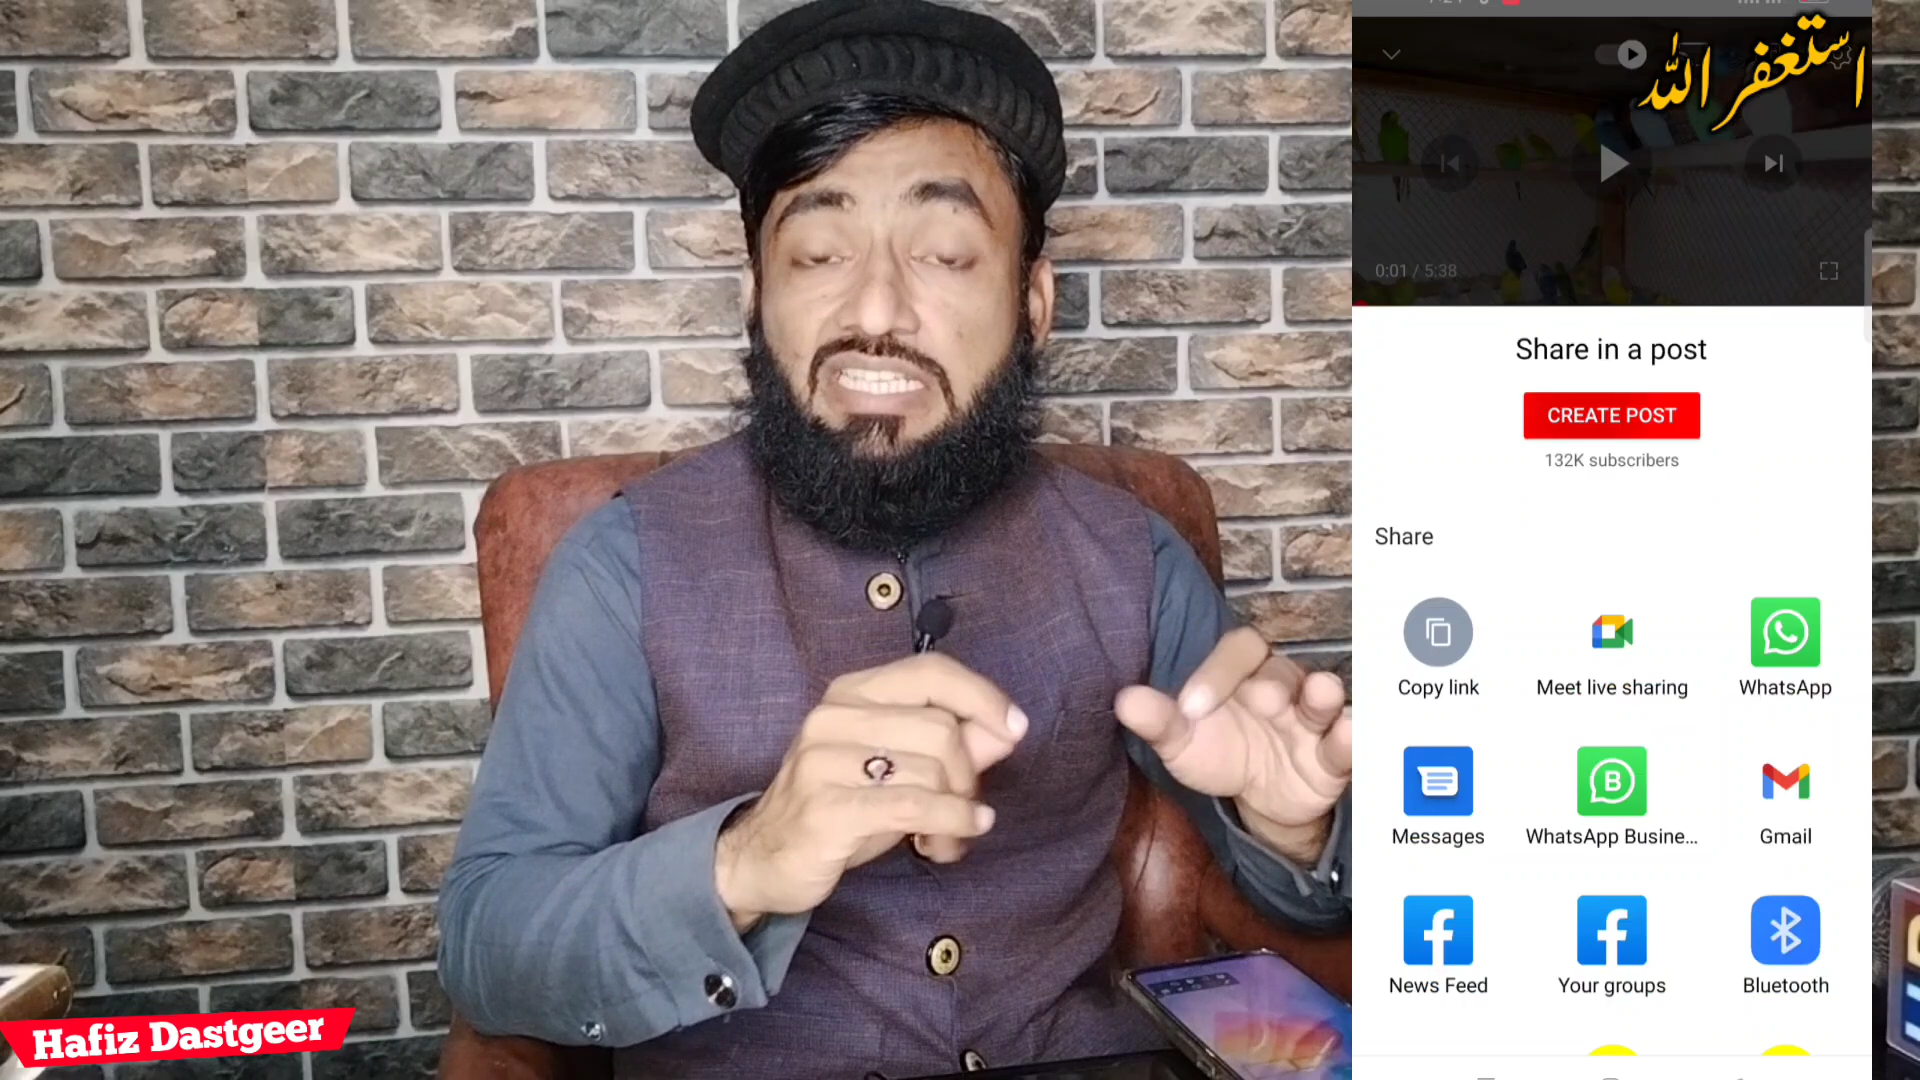 استغفر اللہ
0:01 / 5:38
Share in a post
CREATE POST
132K subscribers
Share
Copy link
Meet live sharing
WhatsApp
Messages
WhatsApp Busine...
Gmail
News Feed
Your groups
Bluetooth
Hafiz Dastgeer